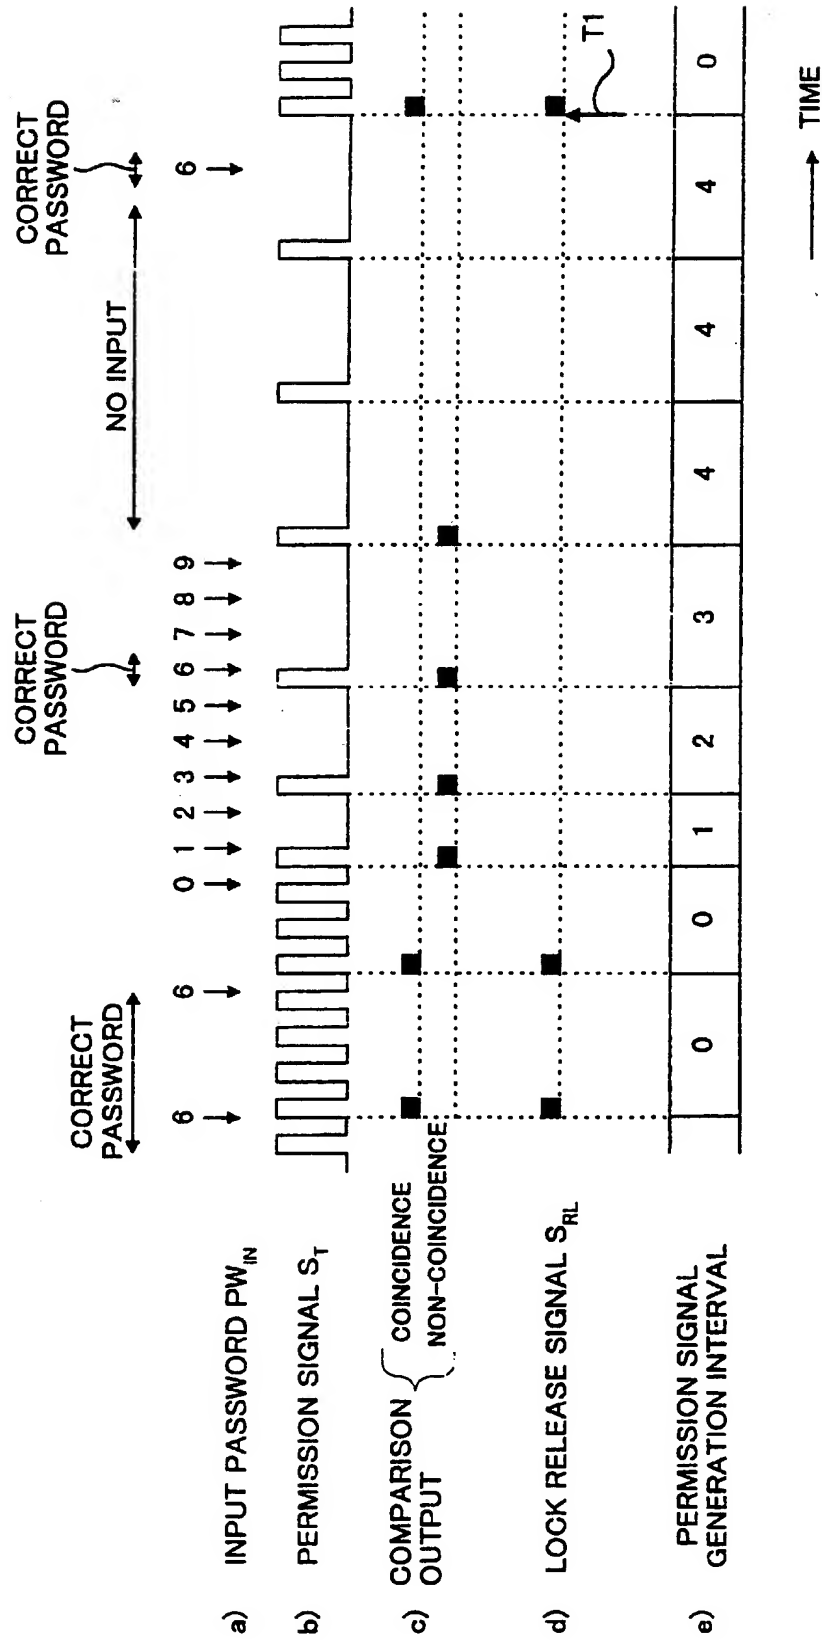 CORRECT
PASSWORD
NO INPUT
CORRECT
PASSWORD
CORRECT
PASSWORD
a) INPUT PASSWORD PW_IN
6 6 0 1 2 3 4 5 6 7 8 9 6
b) PERMISSION SIGNAL S_T
c) COMPARISON
OUTPUT
COINCIDENCE
NON-COINCIDENCE
d) LOCK RELEASE SIGNAL S_RL
T1
e) PERMISSION SIGNAL
GENERATION INTERVAL
0 0 1 2 3 4 4 4 0
TIME